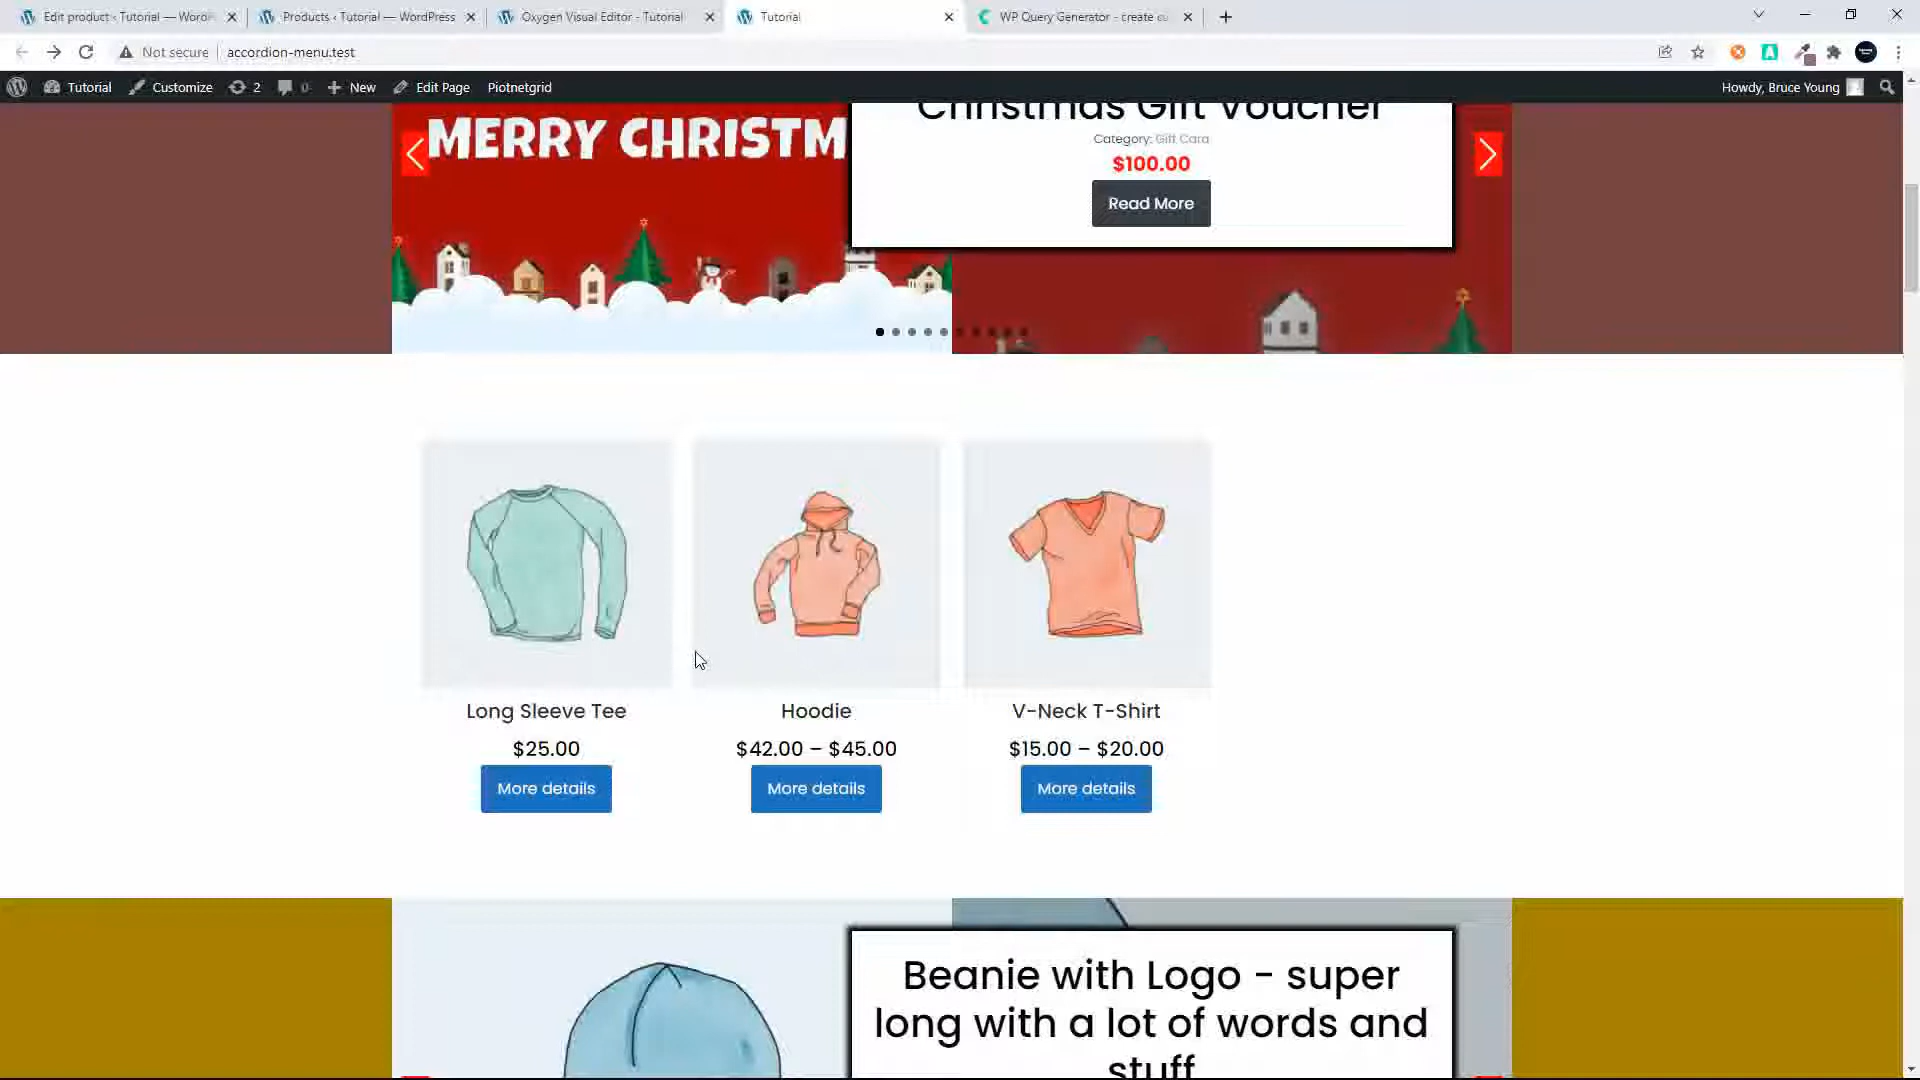 Edit product ‹ Tutorial — WordP
Products ‹ Tutorial — WordPress
Oxygen Visual Editor - Tutorial
Tutorial
WP Query Generator - create cu
Not secure
accordion-menu.test
Tutorial
Customize
2
0
New
Edit Page
Piotnetgrid
Howdy, Bruce Young
MERRY CHRISTM
Christmas Gift Voucher
Category: Gift Card
$100.00
Read More
Long Sleeve Tee
Hoodie
V-Neck T-Shirt
$25.00
$42.00 – $45.00
$15.00 – $20.00
More details
More details
More details
Beanie with Logo - super
long with a lot of words and
stuff